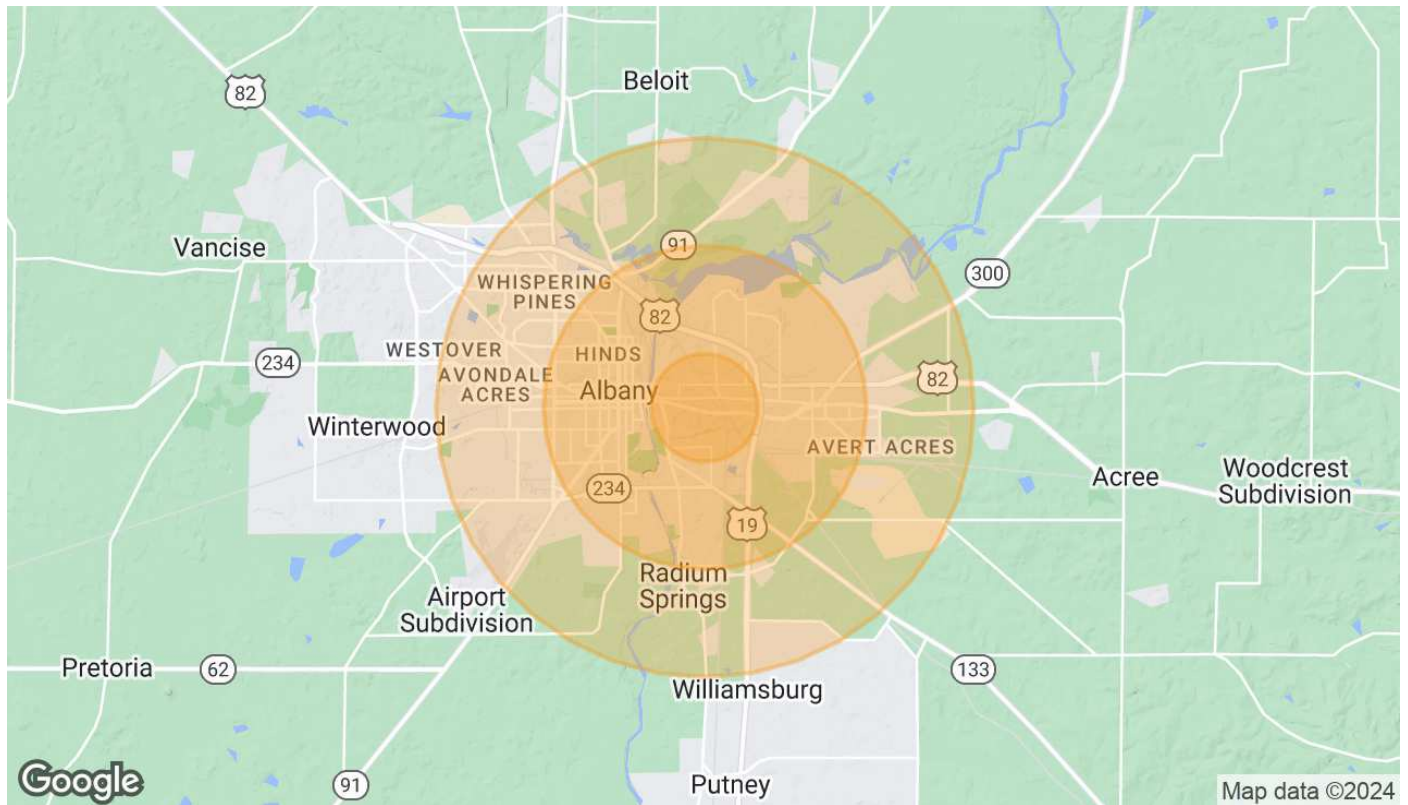 Beloit
82
Vancise
91
300
WHISPERING
PINES
82
WESTOVER
HINDS
234
AVONDALE
ACRES
Albany
82
Winterwood
AVERT ACRES
Acree
Woodcrest
Subdivision
234
19
Radium
Springs
Airport
Subdivision
Pretoria
62
133
Williamsburg
Google
91
Putney
Map data ©2024